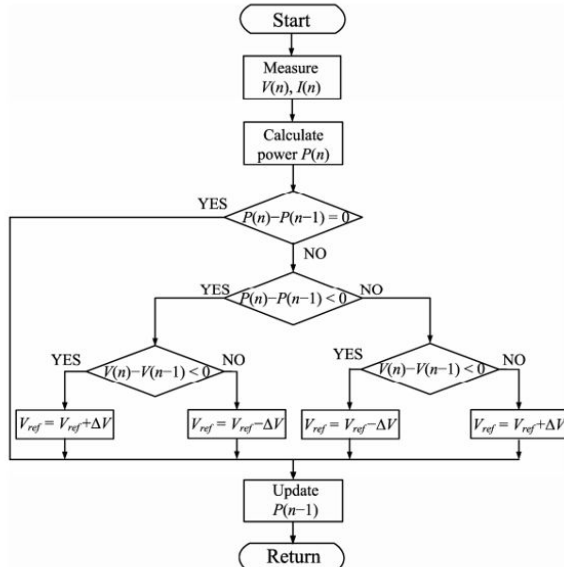 Start
Measure
V(n), I(n)
Calculate
power P(n)
YES
P(n)−P(n−1) = 0
NO
YES
P(n)−P(n−1) < 0
NO
YES
V(n)−V(n−1) < 0
NO
YES
V(n)−V(n−1) < 0
NO
Vref = Vref+ΔV
Vref = Vref−ΔV
Vref = Vref−ΔV
Vref = Vref+ΔV
Update
P(n−1)
Return